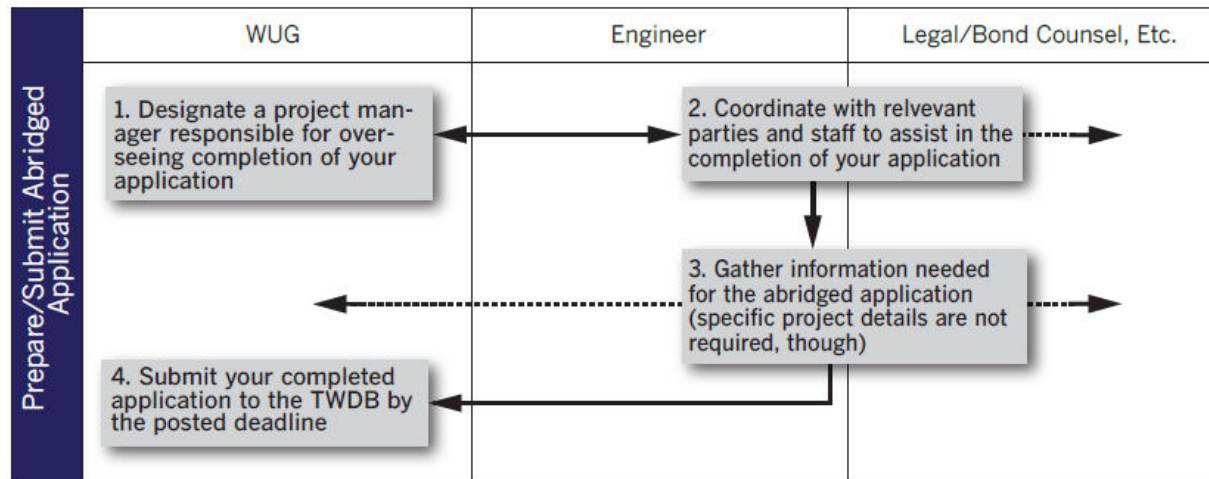 Prepare/Submit Abridged
Application
WUG
Engineer
Legal/Bond Counsel, Etc.
1. Designate a project man-
ager responsible for over-
seeing completion of your
application
2. Coordinate with relvevant
parties and staff to assist in the
completion of your application
3. Gather information needed
for the abridged application
(specific project details are not
required, though)
4. Submit your completed
application to the TWDB by
the posted deadline